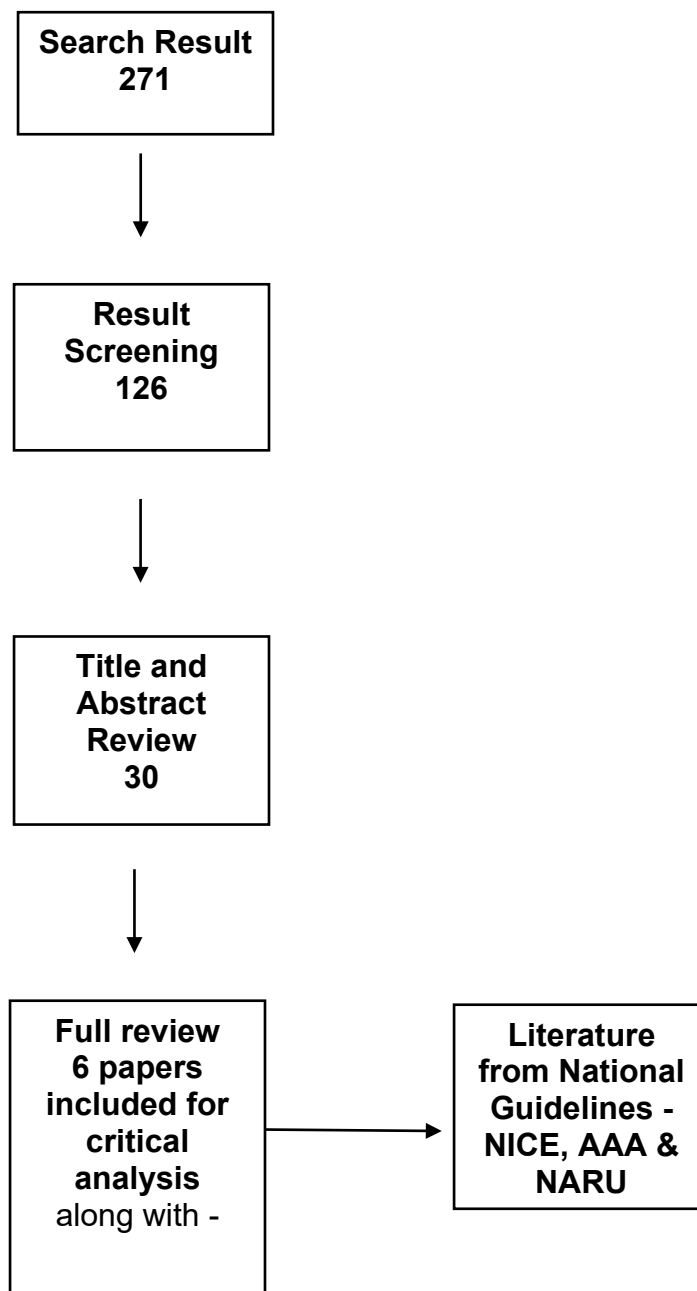 Search Result
271
Result
Screening
126
Title and
Abstract
Review
30
Full review
6 papers
included for
critical
analysis
along with -
Literature
from National
Guidelines -
NICE, AAA &
NARU